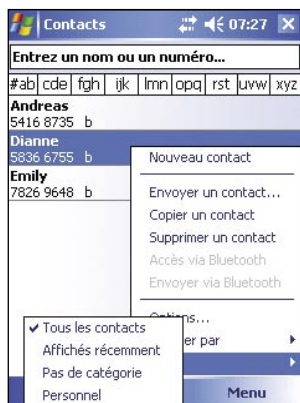 Contacts 07:27
Entrez un nom ou un numéro...
#ab cde fgh ijk lmn opq rst uvw xyz
Andreas
5416 8735 b
Dianne
5836 6755 b
Emily
7826 9648 b
Nouveau contact
Envoyer un contact...
Copier un contact
Supprimer un contact
Accès via Bluetooth
Envoyer via Bluetooth
er par
Tous les contacts
Affichés récemment
Pas de catégorie
Personnel
Menu